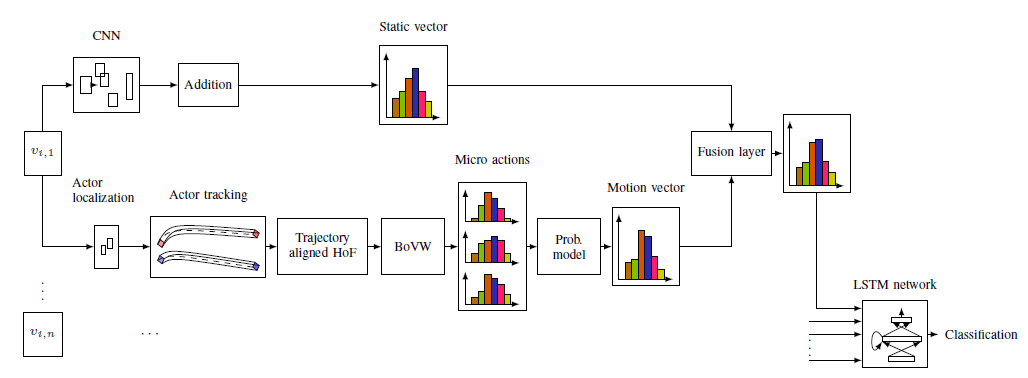 CNN
Static vector
Addition
v_{i,1}
Actor
localization
Actor tracking
Trajectory
aligned HoF
BoVW
Micro actions
Prob.
model
Motion vector
Fusion layer
LSTM network
Classification
v_{i,n}
. . .